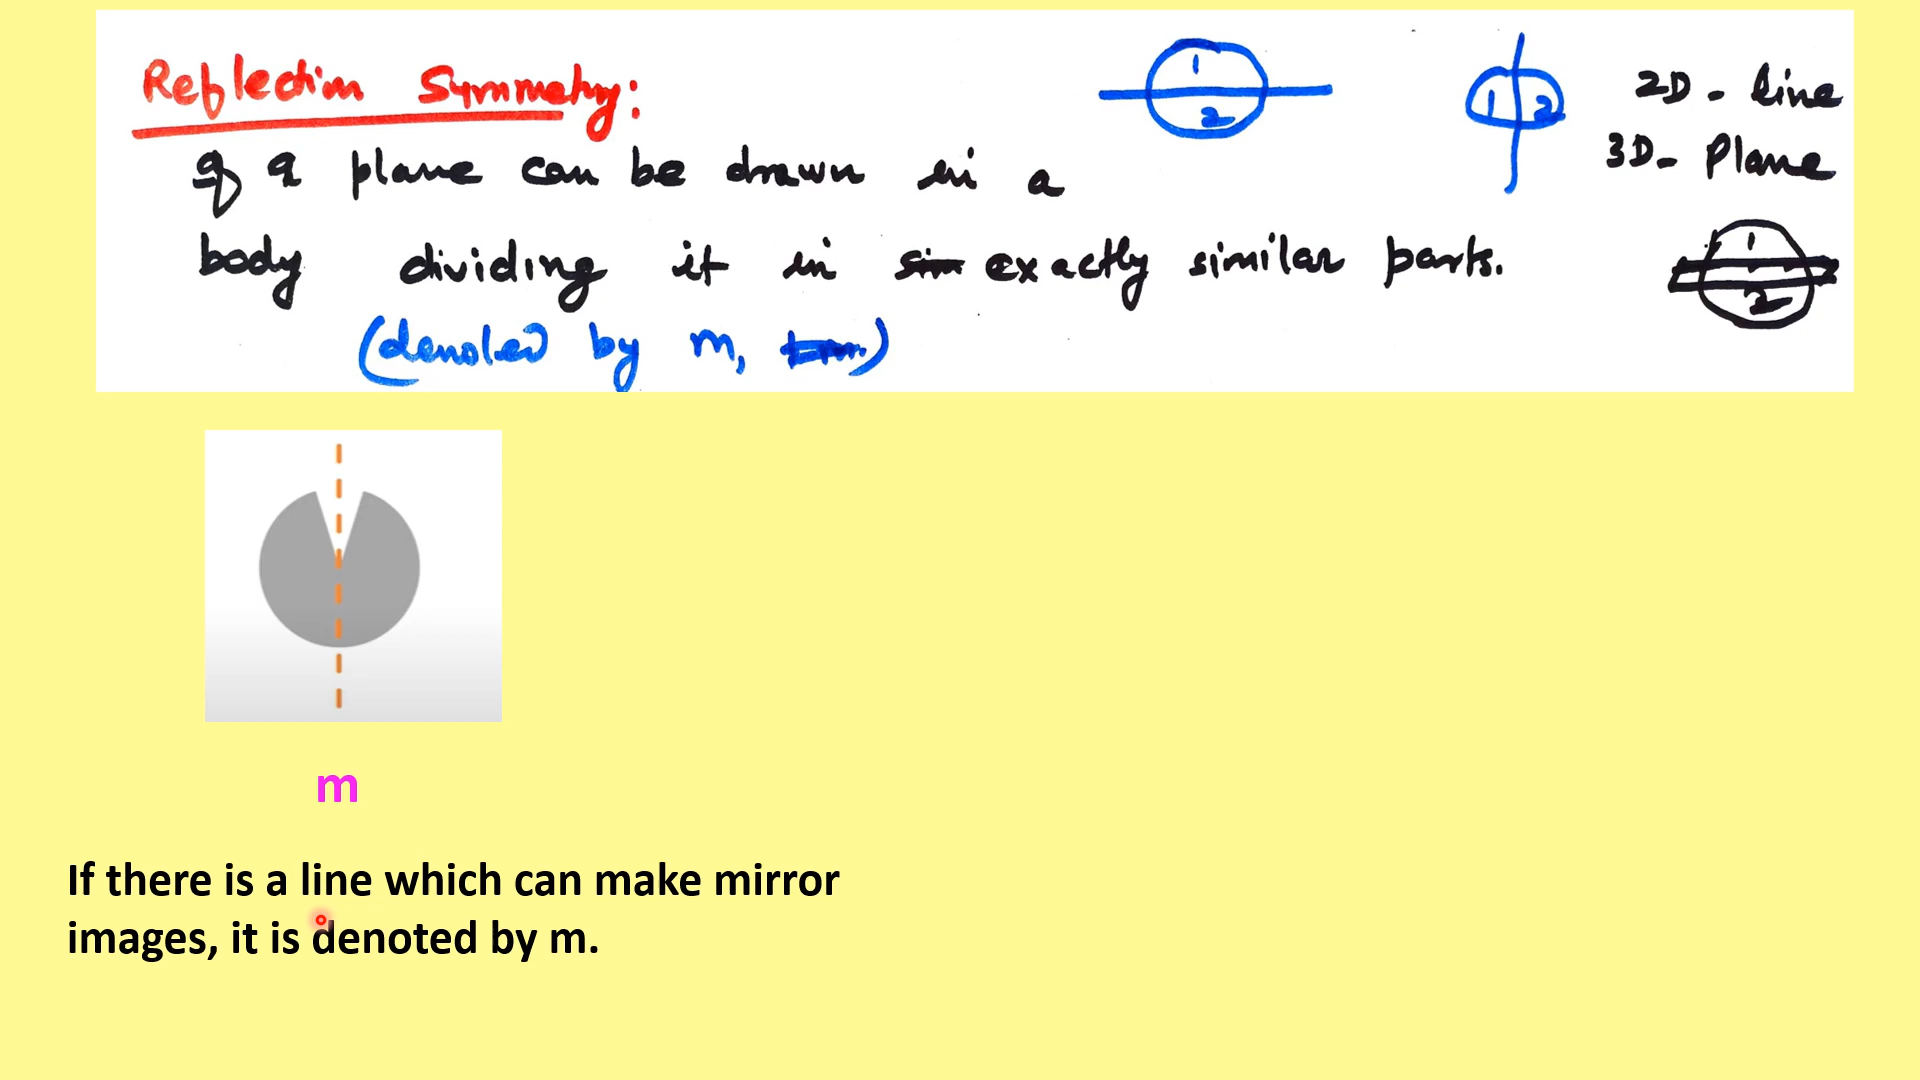 Reflection Symmetry:
1
2
1 2
2D - line
3D - Plane
If a plane can be drawn in a
body dividing it in sim exactly similar parts.
1
2
(denoted by m, )
m
If there is a line which can make mirror
images, it is denoted by m.